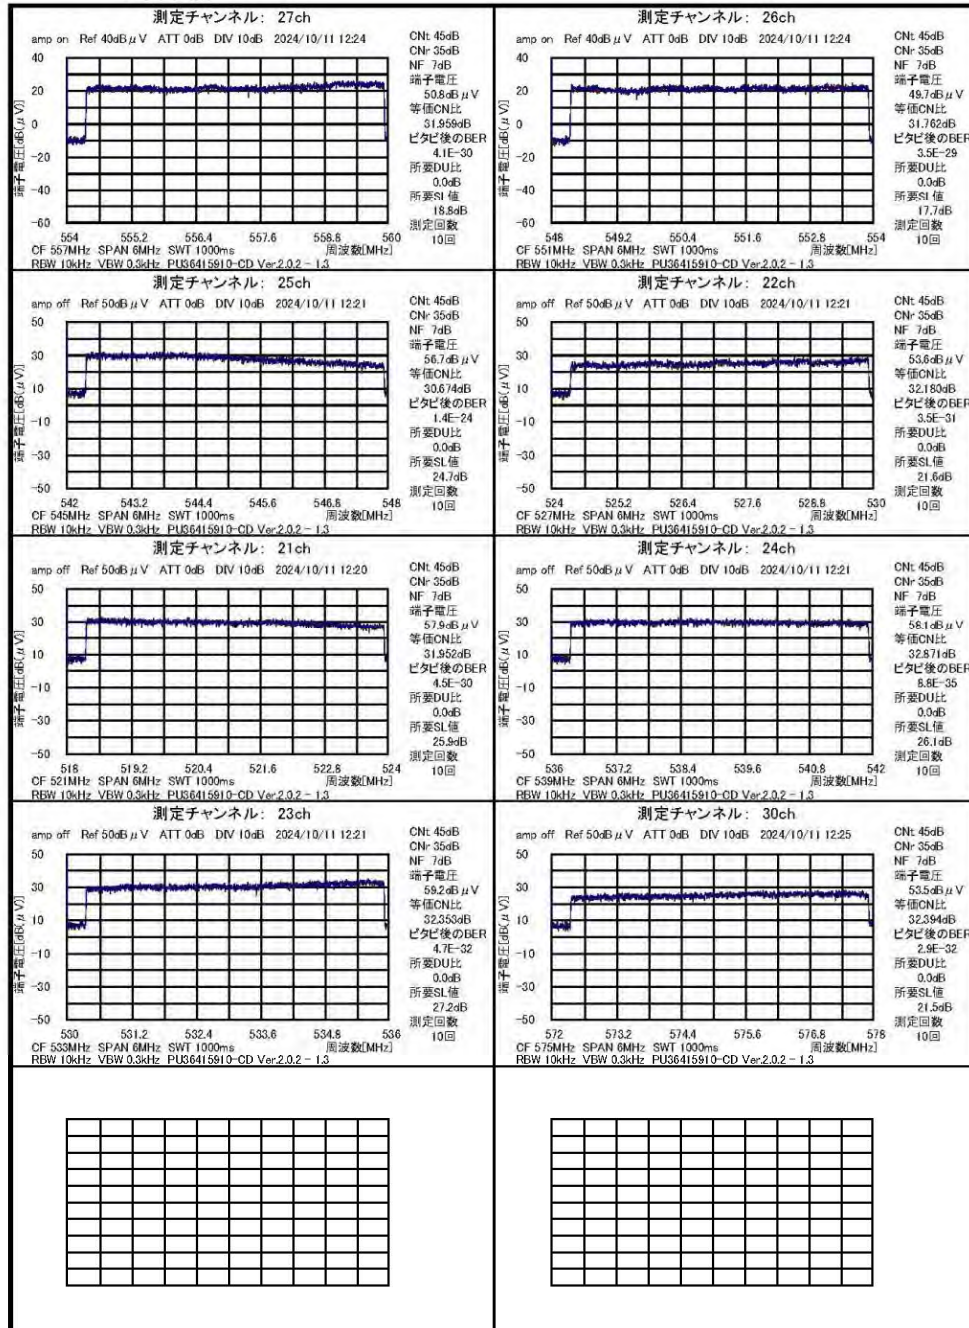 測定チャンネル: 27ch
amp on Ref 40dBμV ATT 0dB DIV 10dB 2024/10/11 12:24
CNt 45dB
CNr 35dB
NF 7dB
端子電圧
50.8dBμV
等価CN比
31.959dB
ビタビ後のBER
4.1E-30
所要DU比
0.0dB
所要SL値
18.8dB
測定回数
10回
端子電圧[dB(μV)]
40
20
0
-20
-40
-60
554 555.2 556.4 557.6 558.8 560
CF 557MHz SPAN 6MHz SWT 1000ms 周波数[MHz]
RBW 10kHz VBW 0.3kHz PU36415910-CD Ver.2.0.2 - 1.3
測定チャンネル: 26ch
amp on Ref 40dBμV ATT 0dB DIV 10dB 2024/10/11 12:24
CNt 45dB
CNr 35dB
NF 7dB
端子電圧
49.7dBμV
等価CN比
31.762dB
ビタビ後のBER
3.5E-29
所要DU比
0.0dB
所要SL値
17.7dB
測定回数
10回
端子電圧[dB(μV)]
40
20
0
-20
-40
-60
548 549.2 550.4 551.6 552.8 554
CF 551MHz SPAN 6MHz SWT 1000ms 周波数[MHz]
RBW 10kHz VBW 0.3kHz PU36415910-CD Ver.2.0.2 - 1.3
測定チャンネル: 25ch
amp off Ref 50dBμV ATT 0dB DIV 10dB 2024/10/11 12:21
CNt 45dB
CNr 35dB
NF 7dB
端子電圧
56.7dBμV
等価CN比
30.674dB
ビタビ後のBER
1.4E-24
所要DU比
0.0dB
所要SL値
24.7dB
測定回数
10回
端子電圧[dB(μV)]
50
30
10
-10
-30
-50
542 543.2 544.4 545.6 546.8 548
CF 545MHz SPAN 6MHz SWT 1000ms 周波数[MHz]
RBW 10kHz VBW 0.3kHz PU36415910-CD Ver.2.0.2 - 1.3
測定チャンネル: 22ch
amp off Ref 50dBμV ATT 0dB DIV 10dB 2024/10/11 12:21
CNt 45dB
CNr 35dB
NF 7dB
端子電圧
53.6dBμV
等価CN比
32.180dB
ビタビ後のBER
3.5E-31
所要DU比
0.0dB
所要SL値
21.6dB
測定回数
10回
端子電圧[dB(μV)]
50
30
10
-10
-30
-50
524 525.2 526.4 527.6 528.8 530
CF 527MHz SPAN 6MHz SWT 1000ms 周波数[MHz]
RBW 10kHz VBW 0.3kHz PU36415910-CD Ver.2.0.2 - 1.3
測定チャンネル: 21ch
amp off Ref 50dBμV ATT 0dB DIV 10dB 2024/10/11 12:20
CNt 45dB
CNr 35dB
NF 7dB
端子電圧
57.9dBμV
等価CN比
31.952dB
ビタビ後のBER
4.5E-30
所要DU比
0.0dB
所要SL値
25.9dB
測定回数
10回
端子電圧[dB(μV)]
50
30
10
-10
-30
-50
518 519.2 520.4 521.6 522.8 524
CF 521MHz SPAN 6MHz SWT 1000ms 周波数[MHz]
RBW 10kHz VBW 0.3kHz PU36415910-CD Ver.2.0.2 - 1.3
測定チャンネル: 24ch
amp off Ref 50dBμV ATT 0dB DIV 10dB 2024/10/11 12:21
CNt 45dB
CNr 35dB
NF 7dB
端子電圧
58.1dBμV
等価CN比
32.871dB
ビタビ後のBER
所要DU比
0.0dB
所要SL値
26.1dB
測定回数
10回
端子電圧[dB(μV)]
50
30
10
-10
-30
-50
536 537.2 538.4 539.6 540.8 542
CF 539MHz SPAN 6MHz SWT 1000ms 周波数[MHz]
RBW 10kHz VBW 0.3kHz PU36415910-CD Ver.2.0.2 - 1.3
測定チャンネル: 23ch
amp off Ref 50dBμV ATT 0dB DIV 10dB 2024/10/11 12:21
CNt 45dB
CNr 35dB
NF 7dB
端子電圧
59.2dBμV
等価CN比
32.353dB
ビタビ後のBER
4.7E-32
所要DU比
0.0dB
所要SL値
27.2dB
測定回数
10回
端子電圧[dB(μV)]
50
30
10
-10
-30
-50
530 531.2 532.4 533.6 534.8 536
CF 533MHz SPAN 6MHz SWT 1000ms 周波数[MHz]
RBW 10kHz VBW 0.3kHz PU36415910-CD Ver.2.0.2 - 1.3
測定チャンネル: 30ch
amp off Ref 50dBμV ATT 0dB DIV 10dB 2024/10/11 12:25
CNt 45dB
CNr 35dB
NF 7dB
端子電圧
53.5dBμV
等価CN比
32.394dB
ビタビ後のBER
2.9E-32
所要DU比
0.0dB
所要SL値
21.5dB
測定回数
10回
端子電圧[dB(μV)]
50
30
10
-10
-30
-50
572 573.2 574.4 575.6 576.8 578
CF 575MHz SPAN 6MHz SWT 1000ms 周波数[MHz]
RBW 10kHz VBW 0.3kHz PU36415910-CD Ver.2.0.2 - 1.3